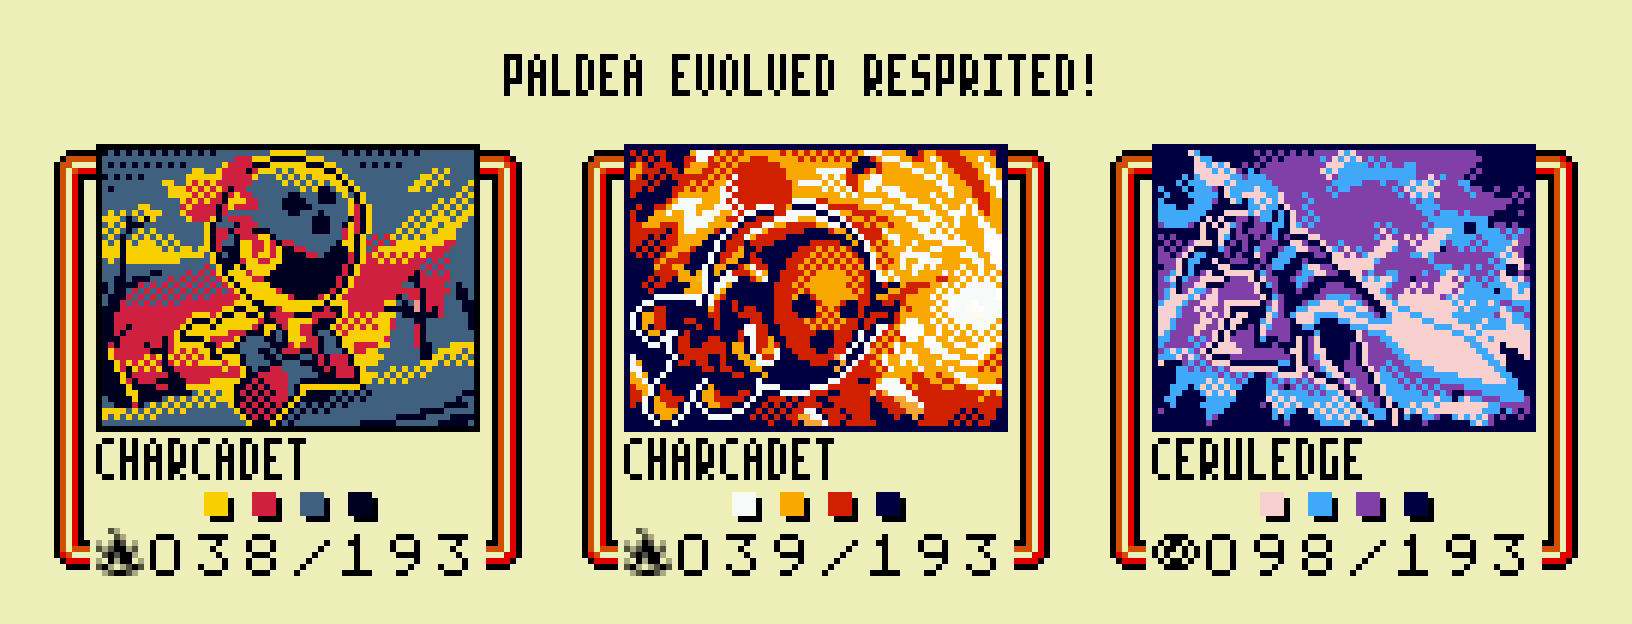 PALDEA EVOLVED RESPRITED!
CHARCADET
038/193
CHARCADET
039/193
CERULEDGE
098/193